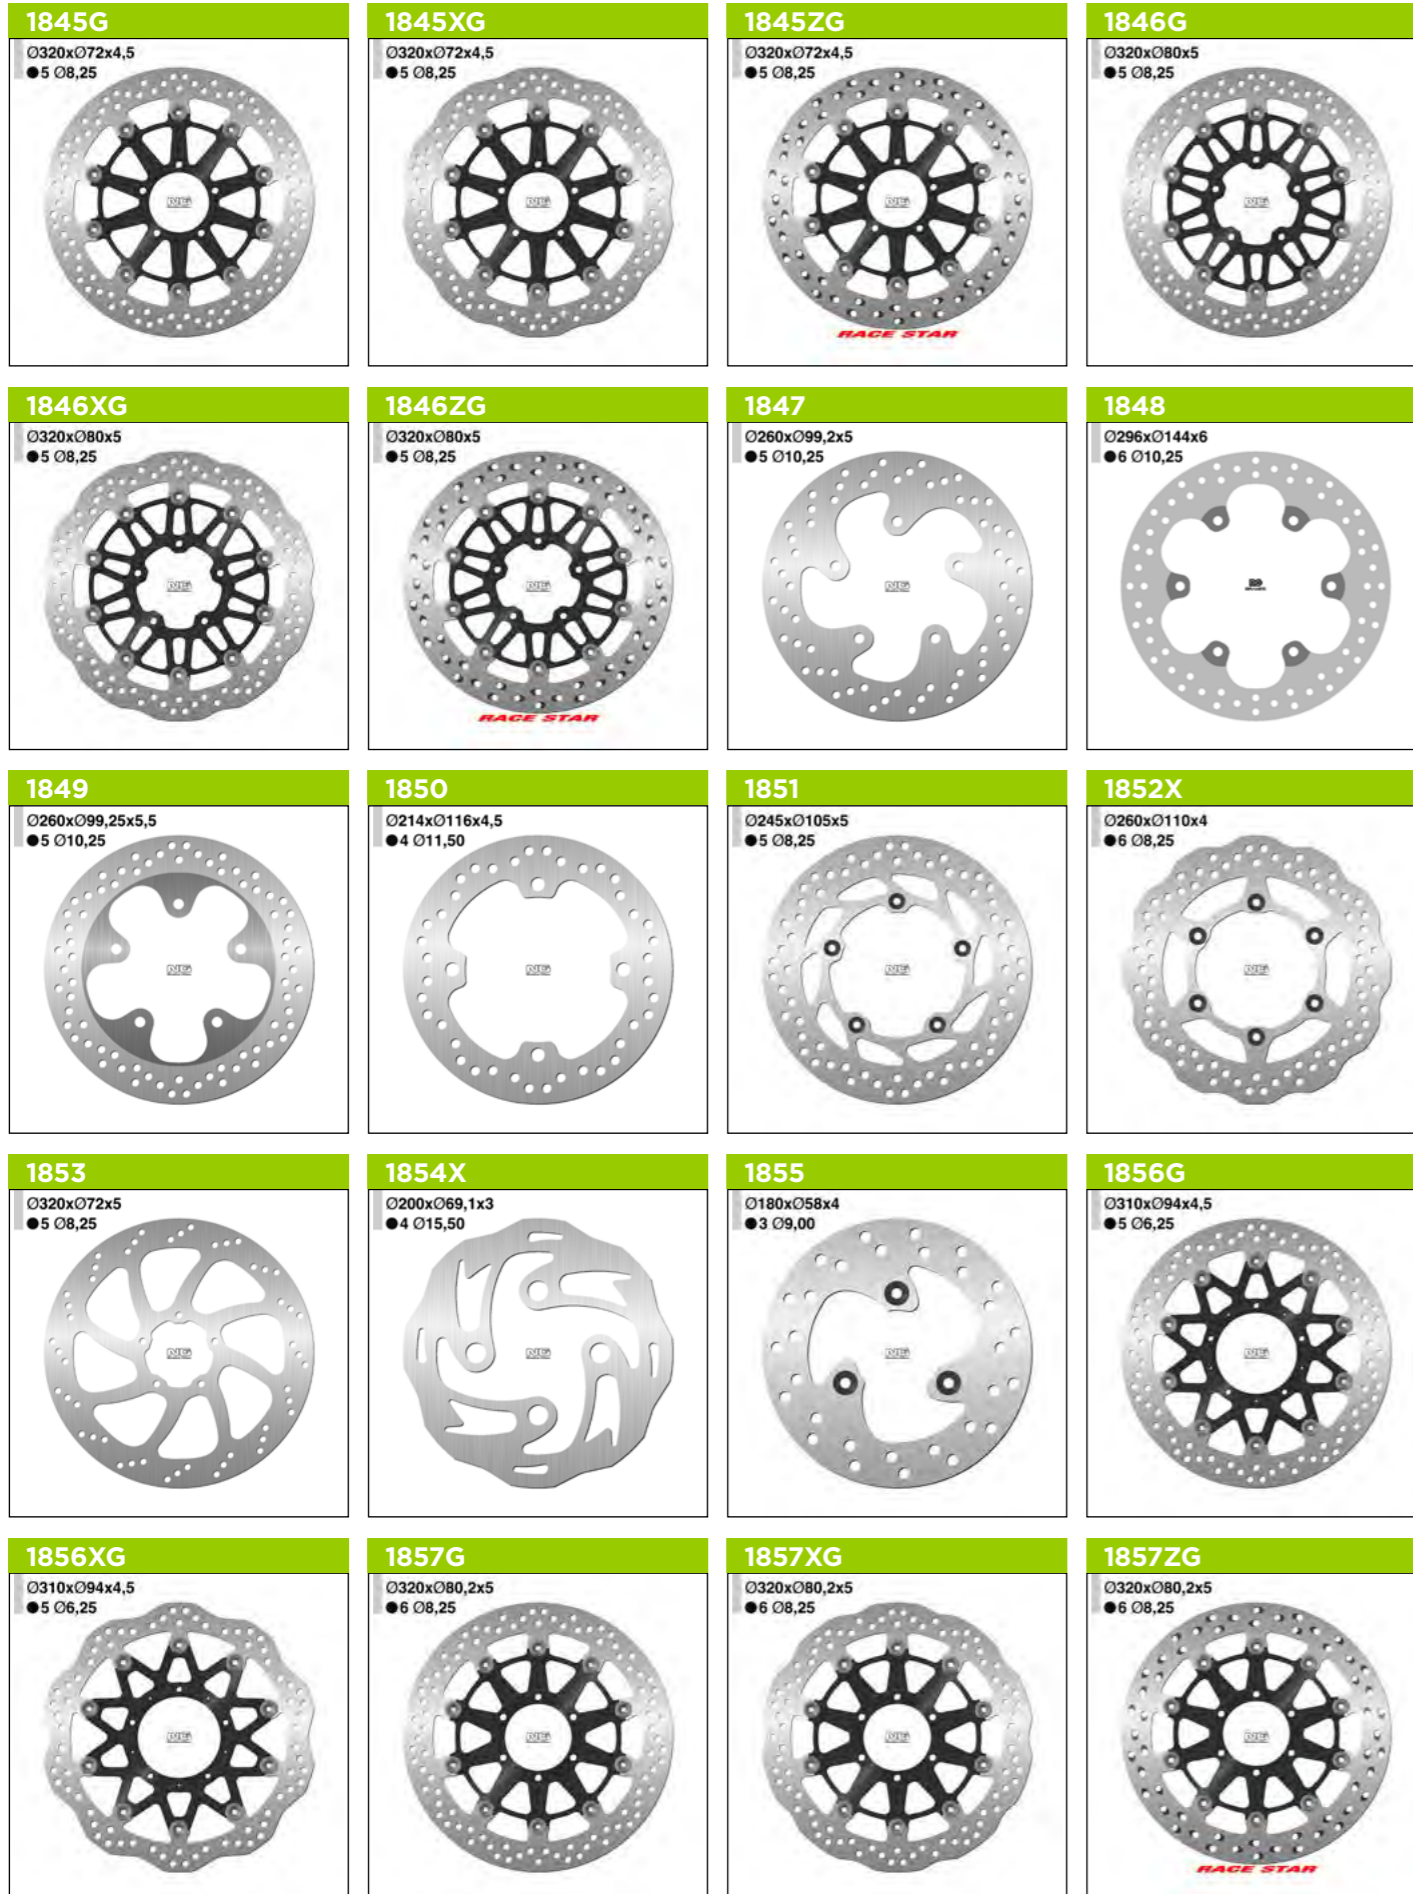 1845G
Ø320xØ72x4,5
●5 Ø8,25
1845XG
Ø320xØ72x4,5
●5 Ø8,25
1845ZG
Ø320xØ72x4,5
●5 Ø8,25
RACE STAR
1846G
Ø320xØ80x5
●5 Ø8,25
1846XG
Ø320xØ80x5
●5 Ø8,25
1846ZG
Ø320xØ80x5
●5 Ø8,25
RACE STAR
1847
Ø260xØ99,2x5
●5 Ø10,25
1848
Ø296xØ144x6
●6 Ø10,25
1849
Ø260xØ99,25x5,5
●5 Ø10,25
1850
Ø214xØ116x4,5
●4 Ø11,50
1851
Ø245xØ105x5
●5 Ø8,25
1852X
Ø260xØ110x4
●6 Ø8,25
1853
Ø320xØ72x5
●5 Ø8,25
1854X
Ø200xØ69,1x3
●4 Ø15,50
1855
Ø180xØ58x4
●3 Ø9,00
1856G
Ø310xØ94x4,5
●5 Ø6,25
1856XG
Ø310xØ94x4,5
●5 Ø6,25
1857G
Ø320xØ80,2x5
●6 Ø8,25
1857XG
Ø320xØ80,2x5
●6 Ø8,25
1857ZG
Ø320xØ80,2x5
●6 Ø8,25
RACE STAR